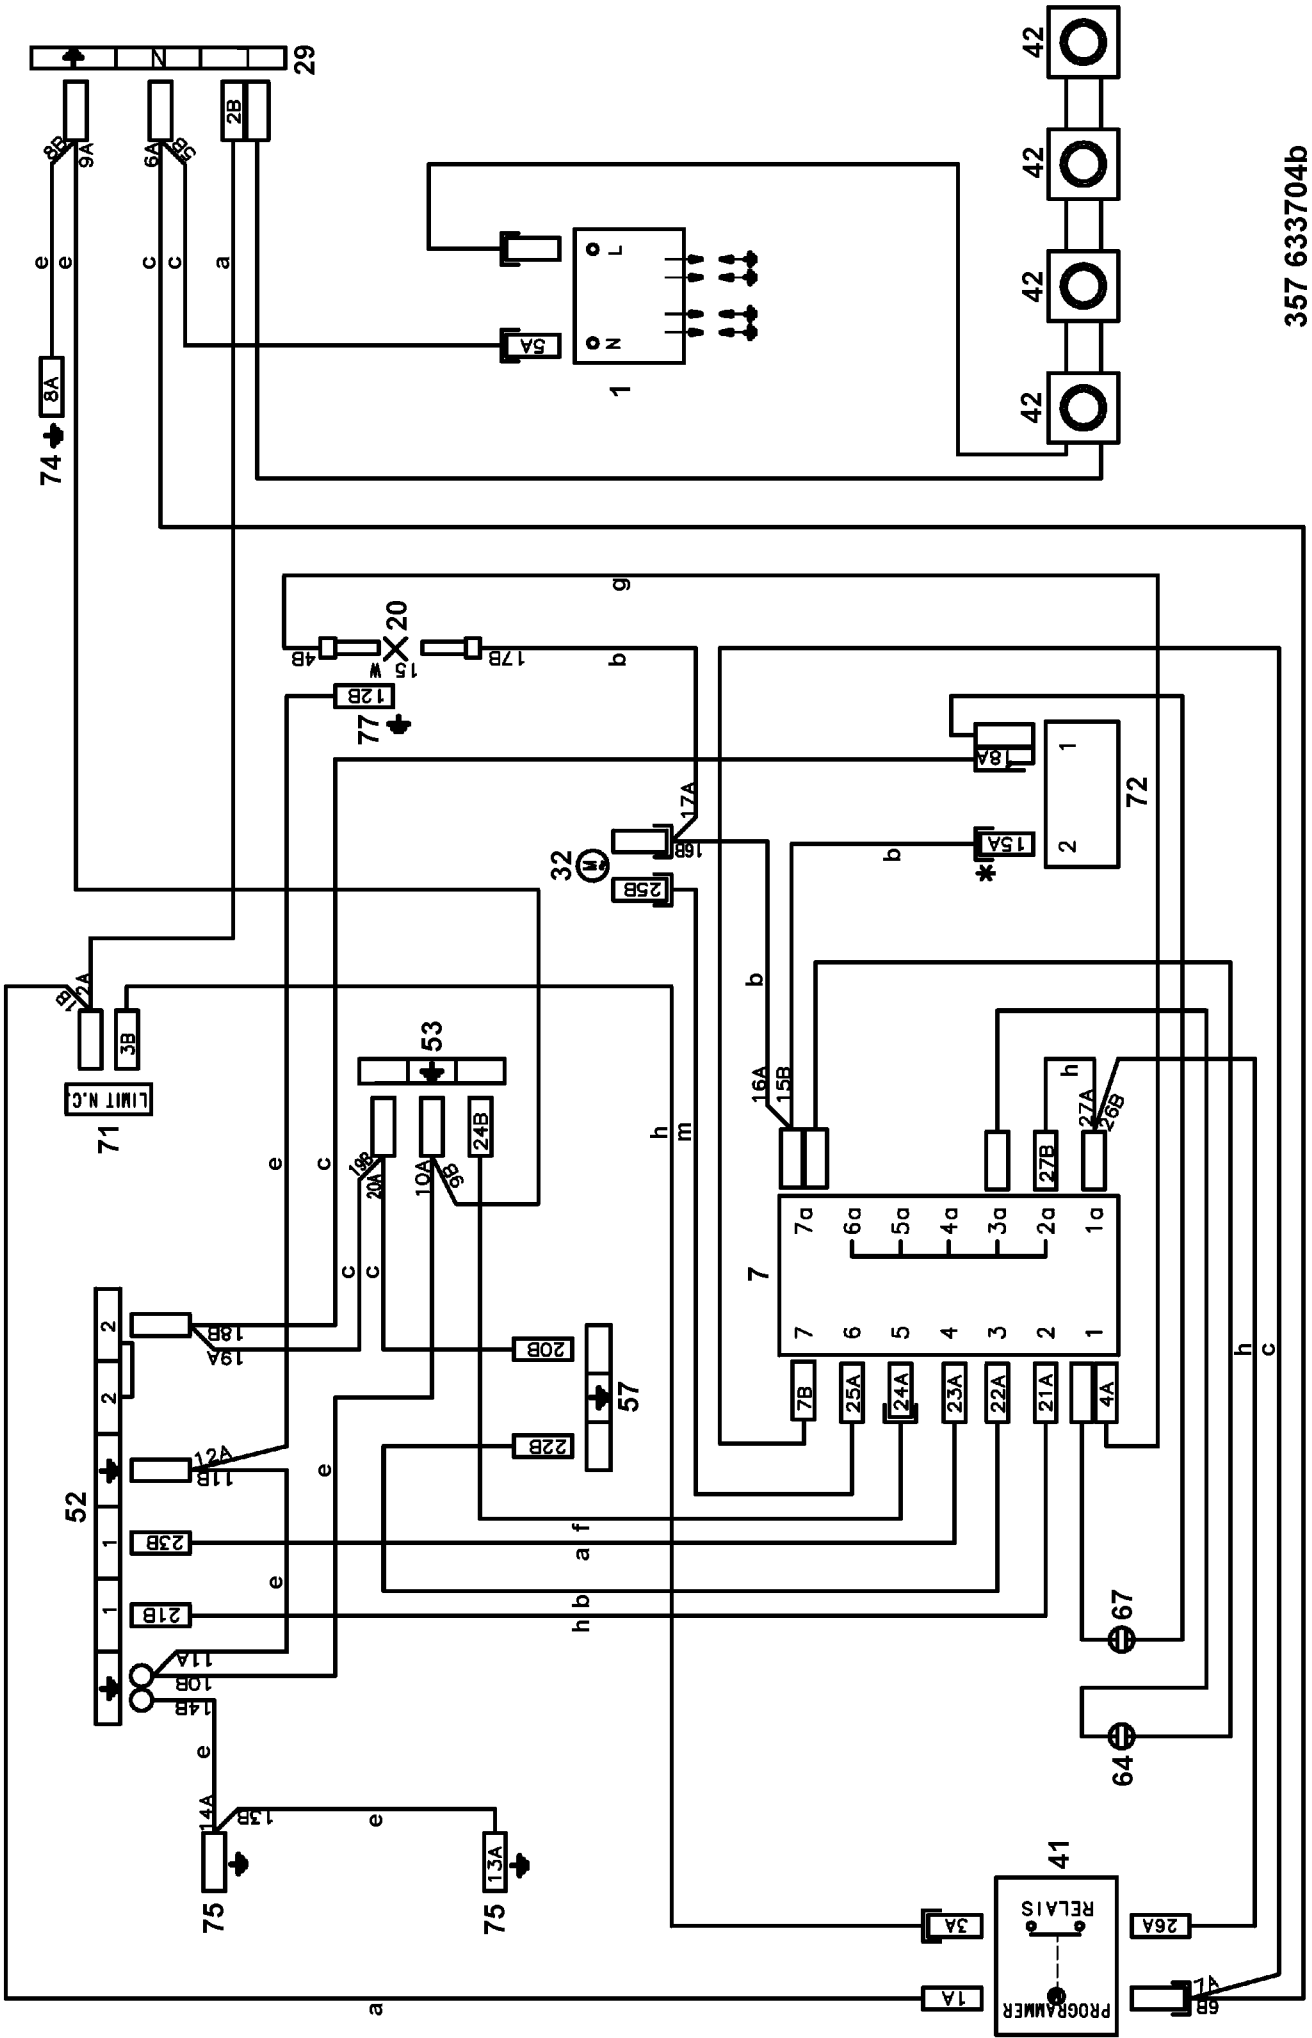 29
N
L
8B
9A
6A
5B
2B
e
e
c
c
a
8A
74
5A
N
L
1
42
42
42
42
357 633704b
g
4B
20
15 W
17B
b
12B
77
17A
16B
32
M
25B
18A
1
2
72
15A
*
b
b
1B
2A
3B
LIMIT N.C.
71
53
19B
20A
10A
9B
24B
h
m
e
c
c
c
16A
15B
h
27A
26B
27B
7
7a
6a
5a
4a
3a
2a
1a
7
6
5
4
3
2
1
7B
25A
24A
23A
22A
21A
4A
h
c
52
2
2
1
1
18B
19A
12A
11B
23B
21B
11A
10B
14B
20B
22B
57
e
e
a
f
h
b
67
64
e
14A
13B
e
13A
75
75
41
RELAIS
PROGRAMMER
3A
1A
26A
7A
6B
a